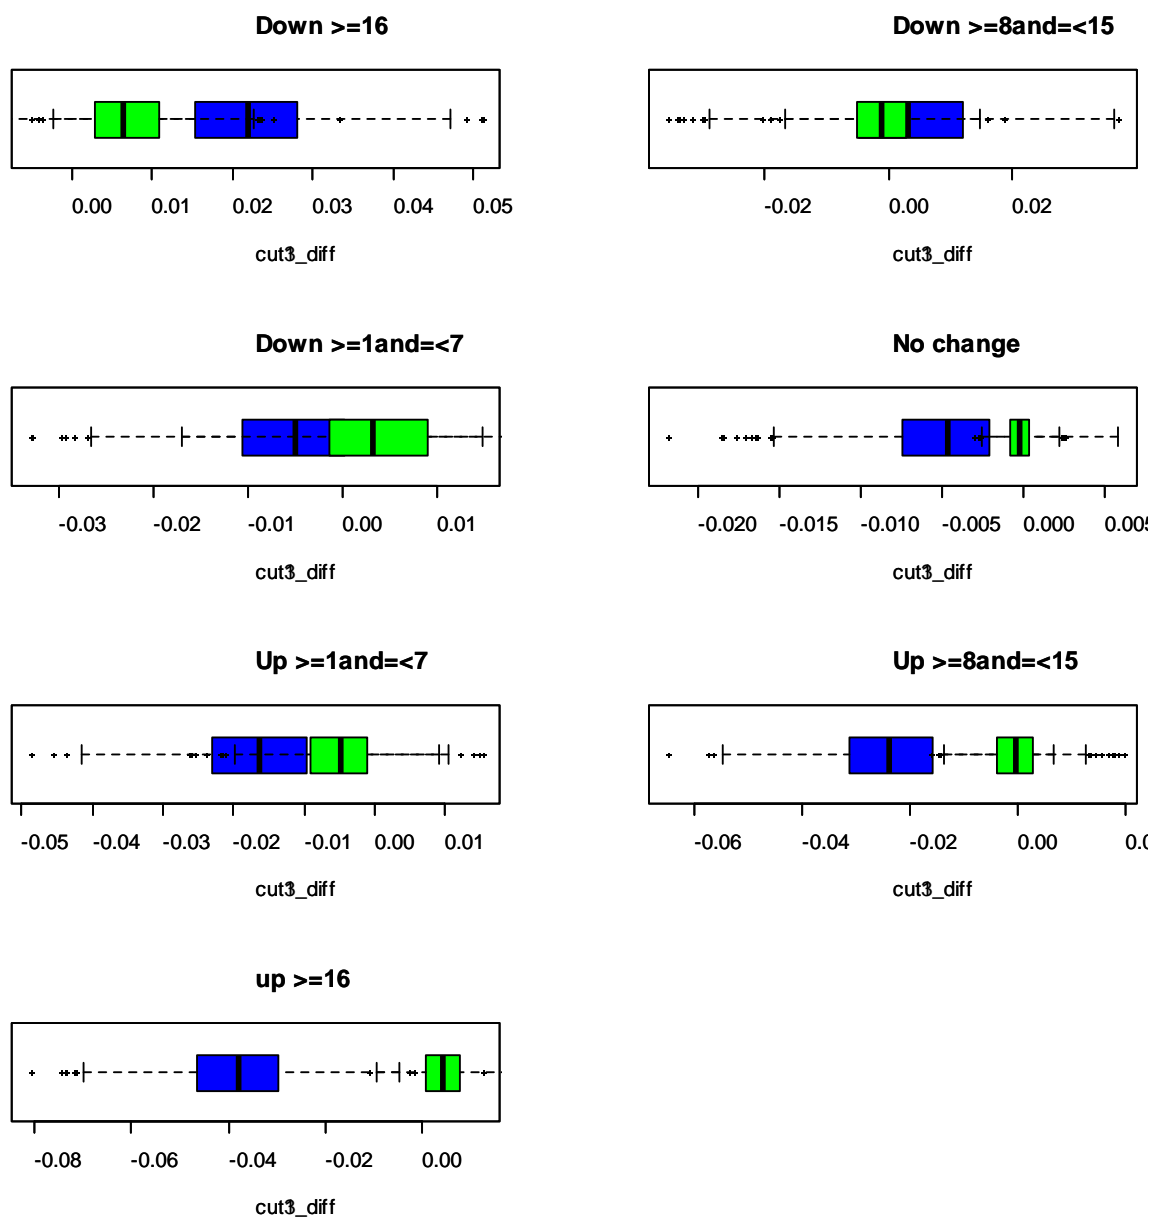 Down >=16
0.00 0.01 0.02 0.03 0.04 0.05
cut3_diff
Down >=8and=<15
-0.02 0.00 0.02
cut3_diff
Down >=1and=<7
-0.03 -0.02 -0.01 0.00 0.01
cut3_diff
No change
-0.020 -0.015 -0.010 -0.005 0.000 0.005
cut3_diff
Up >=1and=<7
-0.05 -0.04 -0.03 -0.02 -0.01 0.00 0.01
cut3_diff
Up >=8and=<15
-0.06 -0.04 -0.02 0.00
cut3_diff
up >=16
-0.08 -0.06 -0.04 -0.02 0.00
cut3_diff